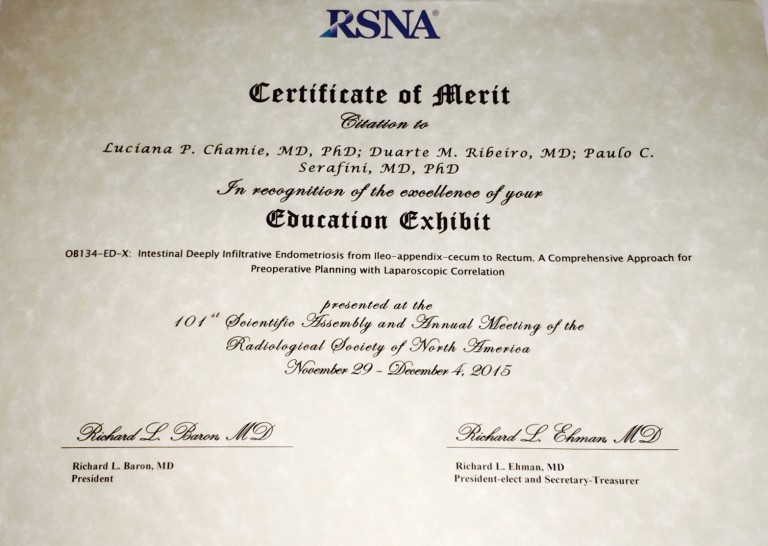 RSNA®
Certificate of Merit
Citation to
Luciana P. Chamie, MD, PhD; Duarte M. Ribeiro, MD; Paulo C.
Serafini, MD, PhD
In recognition of the excellence of your
Education Exhibit
OB134-ED-X: Intestinal Deeply Infiltrative Endometriosis from Ileo-appendix-cecum to Rectum. A Comprehensive Approach for
Preoperative Planning with Laparoscopic Correlation
presented at the
101st Scientific Assembly and Annual Meeting of the
Radiological Society of North America
November 29 – December 4, 2015
Richard L. Baron, MD
Richard L. Baron, MD
President
Richard L. Ehman, MD
Richard L. Ehman, MD
President-elect and Secretary-Treasurer